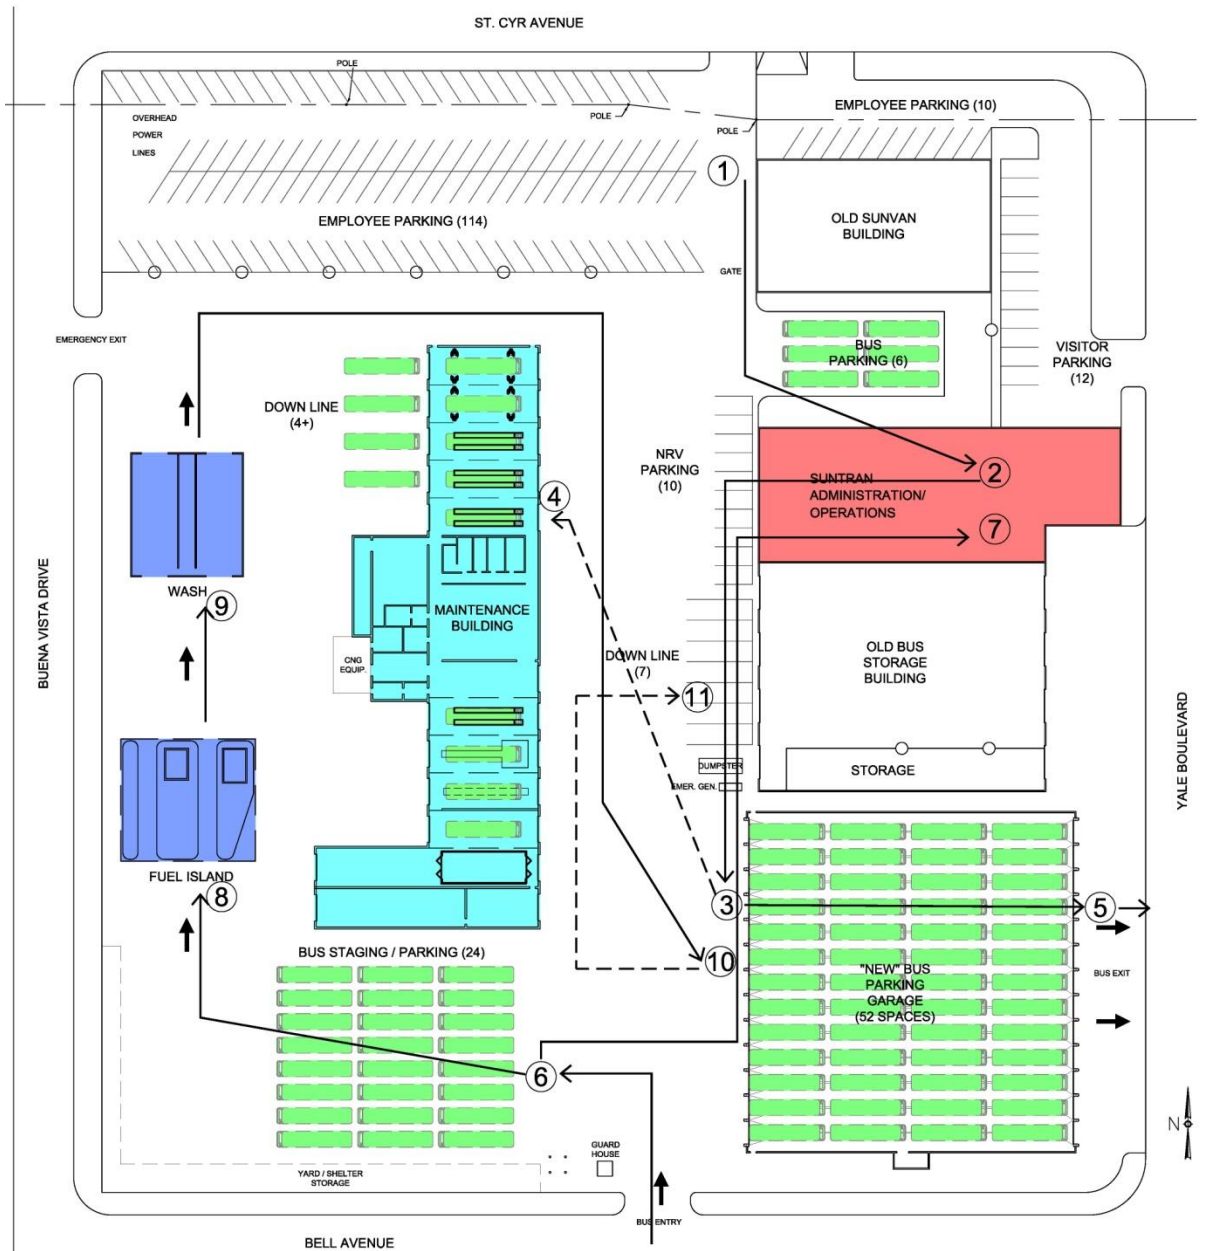 ST. CYR AVENUE
POLE
EMPLOYEE PARKING (10)
OVERHEAD
POWER
LINES
POLE
POLE
1
EMPLOYEE PARKING (114)
OLD SUNVAN
BUILDING
GATE
EMERGENCY EXIT
BUS
PARKING (6)
VISITOR
PARKING
(12)
DOWN LINE
(4+)
NRV
PARKING
(10)
2
SUNTRAN
ADMINISTRATION/
OPERATIONS
4
7
BUENA VISTA DRIVE
WASH
9
MAINTENANCE
BUILDING
CNG
EQUIP.
DOWN LINE
(7)
11
OLD BUS
STORAGE
BUILDING
DUMPSTER
EMER. GEN.
STORAGE
YALE BOULEVARD
FUEL ISLAND
8
3
5
BUS STAGING / PARKING (24)
10
"NEW" BUS
PARKING
GARAGE
(52 SPACES)
BUS EXIT
6
N
GUARD
HOUSE
YARD / SHELTER
STORAGE
BUS ENTRY
BELL AVENUE